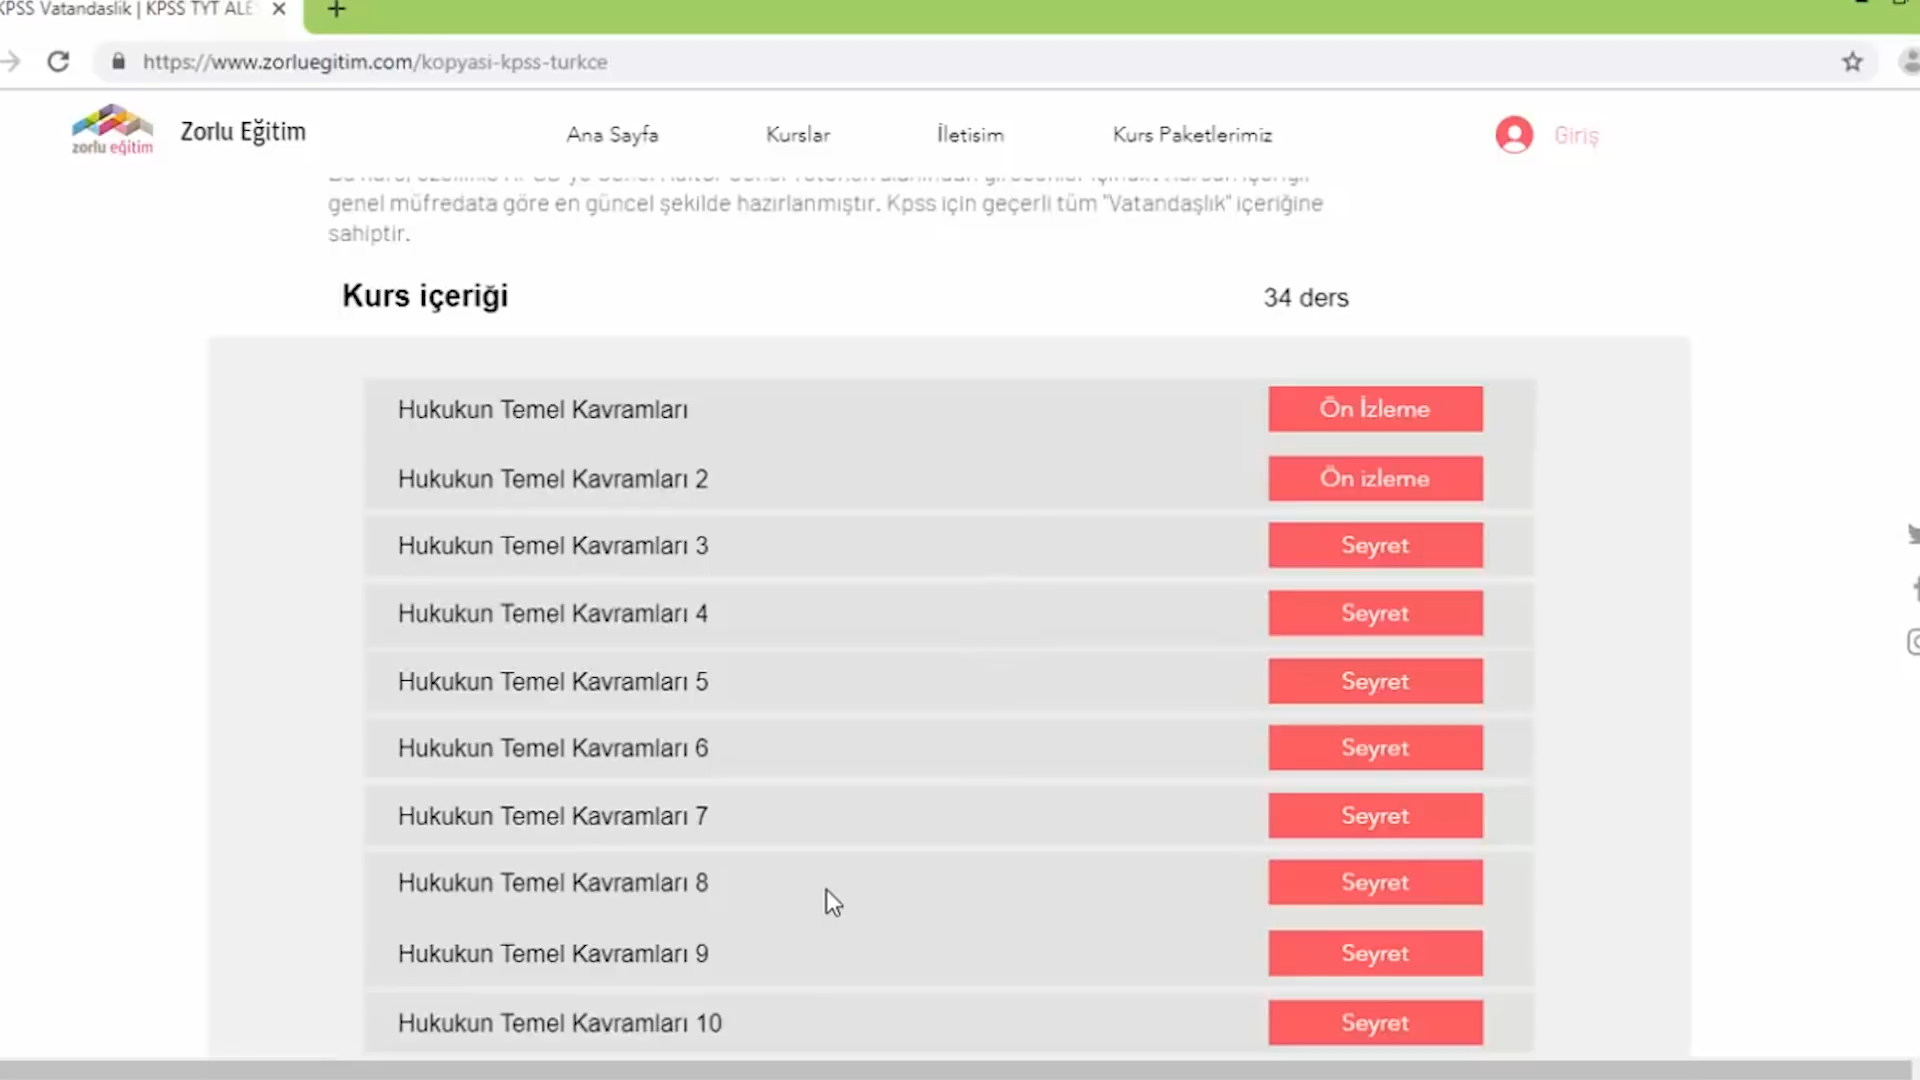 KPSS Vatandaslik | KPSS TYT ALE
https://www.zorluegitim.com/kopyasi-kpss-turkce
zorlu eğitim
Zorlu Eğitim
Ana Sayfa
Kurslar
İletisim
Kurs Paketlerimiz
Giriş
genel müfredata göre en güncel şekilde hazırlanmıştır. Kpss için geçerli tüm "Vatandaşlık" içeriğine
sahiptir.
Kurs içeriği
34 ders
Hukukun Temel Kavramları
Ön İzleme
Hukukun Temel Kavramları 2
Ön izleme
Hukukun Temel Kavramları 3
Seyret
Hukukun Temel Kavramları 4
Seyret
Hukukun Temel Kavramları 5
Seyret
Hukukun Temel Kavramları 6
Seyret
Hukukun Temel Kavramları 7
Seyret
Hukukun Temel Kavramları 8
Seyret
Hukukun Temel Kavramları 9
Seyret
Hukukun Temel Kavramları 10
Seyret